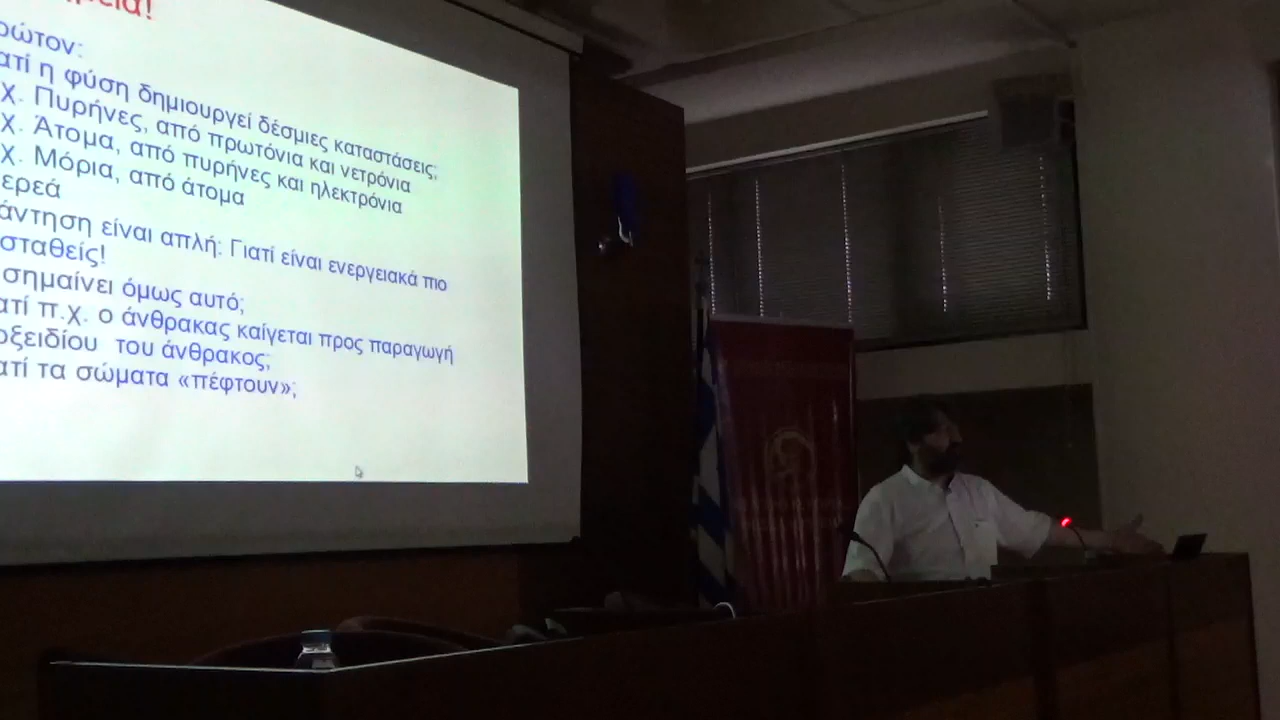 γιατί η φύση δημιουργεί δέσμιες καταστάσεις;
χ. Πυρήνες, από πρωτόνια και νετρόνια
χ. Άτομα, από πυρήνες και ηλεκτρόνια
χ. Μόρια, από άτομα
ερεά
άντηση είναι απλή: Γιατί είναι ενεργειακά πιο
σταθείς!
σημαίνει όμως αυτό;
ατί π.χ. ο άνθρακας καίγεται προς παραγωγή
οξειδίου του άνθρακος;
ατί τα σώματα «πέφτουν»;